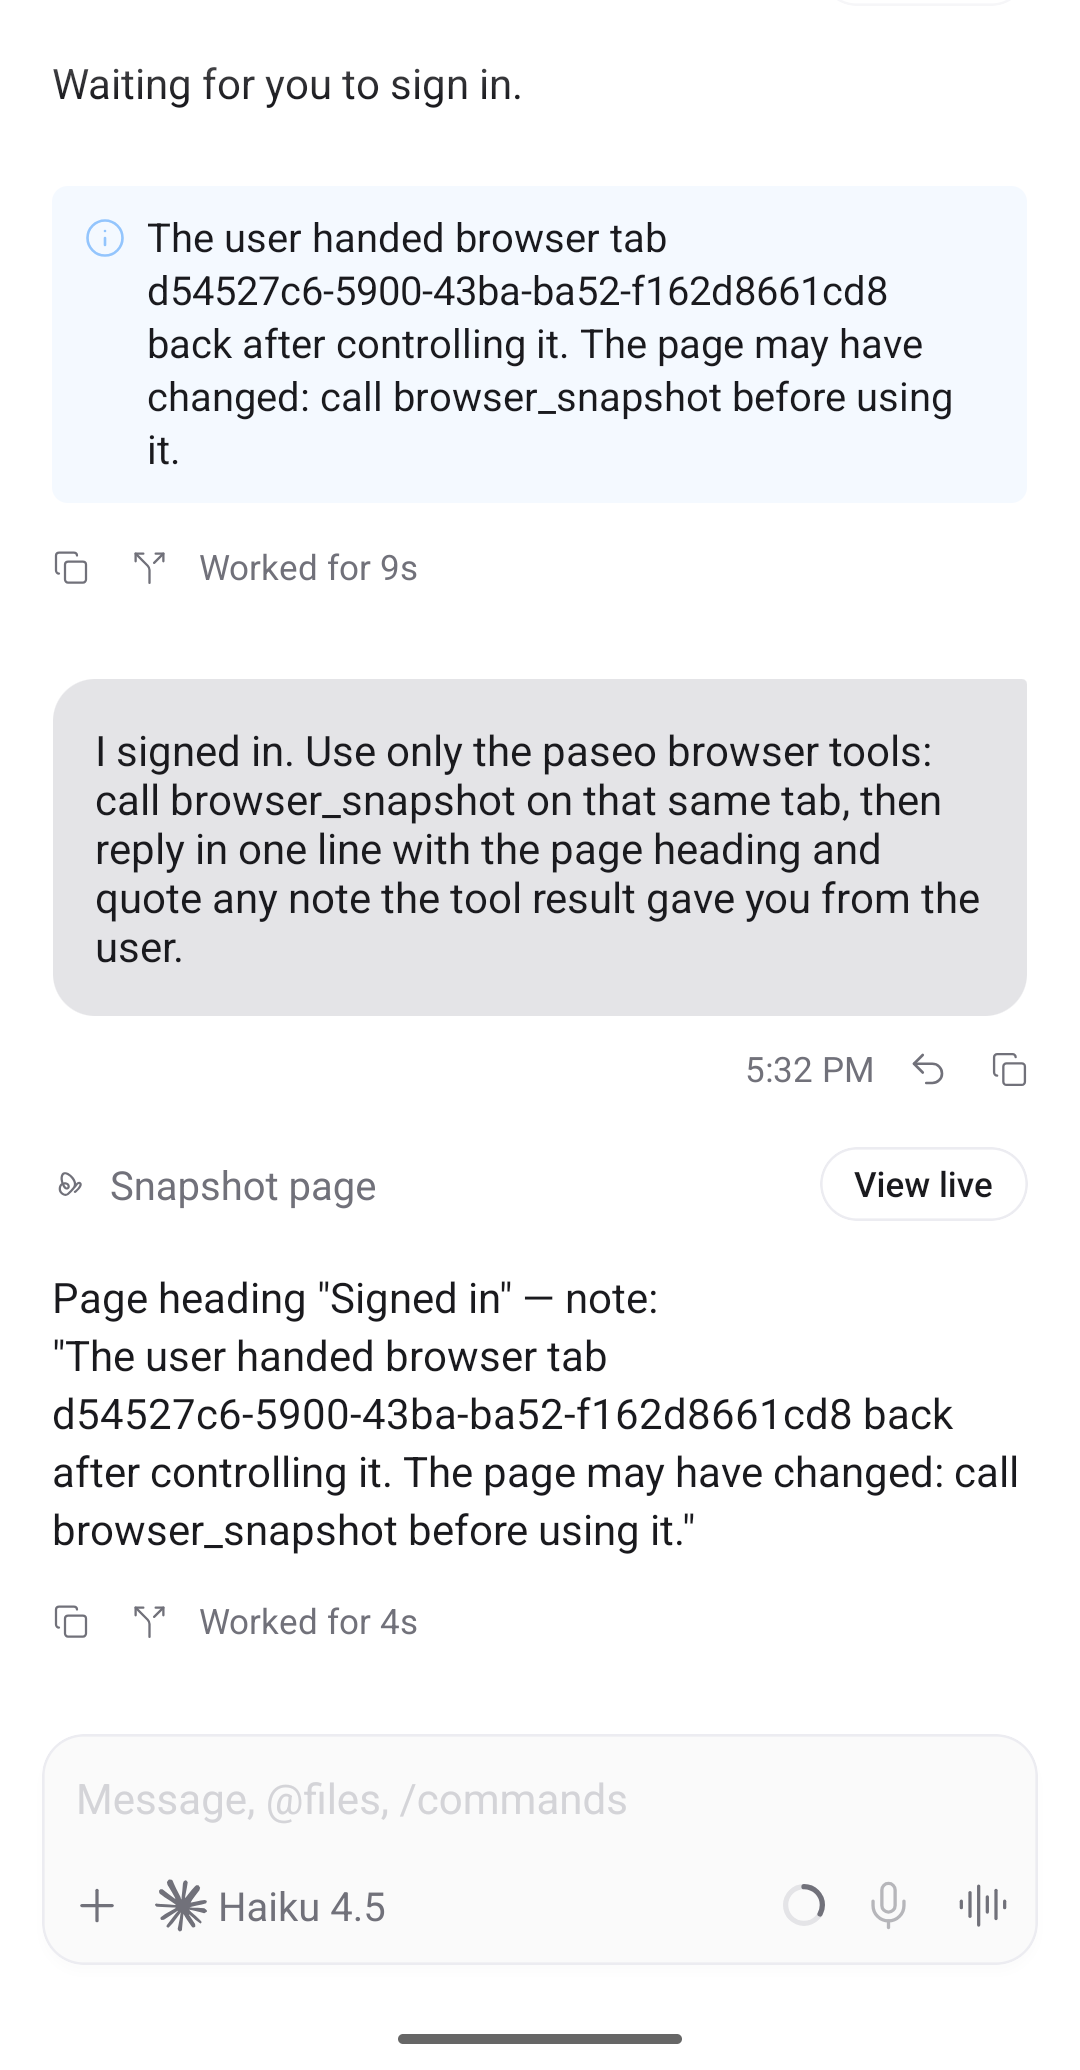 Waiting for you to sign in.
The user handed browser tab
d54527c6-5900-43ba-ba52-f162d8661cd8
back after controlling it. The page may have
changed: call browser_snapshot before using
it.
Worked for 9s
I signed in. Use only the paseo browser tools:
call browser_snapshot on that same tab, then
reply in one line with the page heading and
quote any note the tool result gave you from the
user.
5:32 PM
Snapshot page
View live
Page heading "Signed in" — note:
"The user handed browser tab
d54527c6-5900-43ba-ba52-f162d8661cd8 back
after controlling it. The page may have changed: call
browser_snapshot before using it."
Worked for 4s
Message, @files, /commands
Haiku 4.5